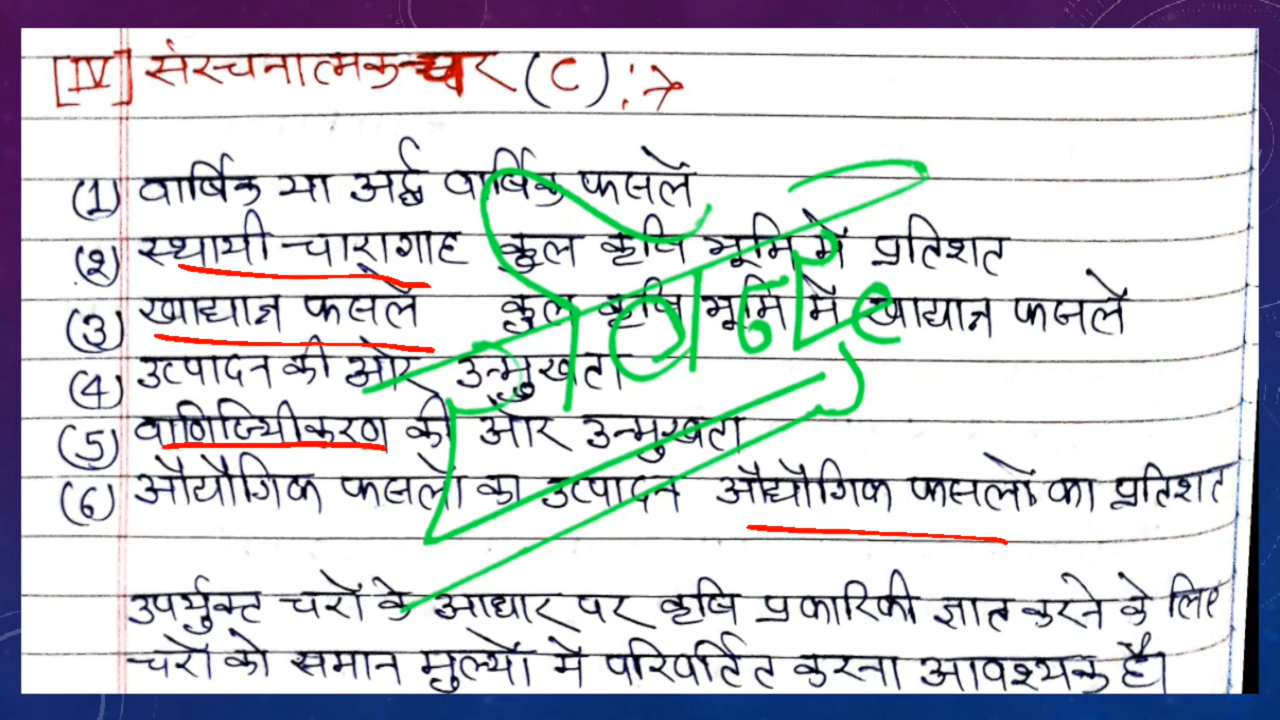 [IV] संरचनात्मक चर (C) :→
(1) वार्षिक या अर्द्ध वार्षिक फसलें
(2) स्थायी चारागाह कुल कृषि भूमि में प्रतिशत
(3) खाद्यान्न फसलें कुल कृषि भूमि में खाद्यान्न फसलें
(4) उत्पादन की ओर उन्मुखता
(5) वाणिज्यीकरण की ओर उन्मुखता
(6) औद्योगिक फसलों का उत्पादन औद्योगिक फसलों का प्रतिशत
उपर्युक्ट चरों के आधार पर कृषि प्रकारिकी ज्ञात करने के लिए
चरों को समान मुल्यों में परिवर्टित करना आवश्यक है।